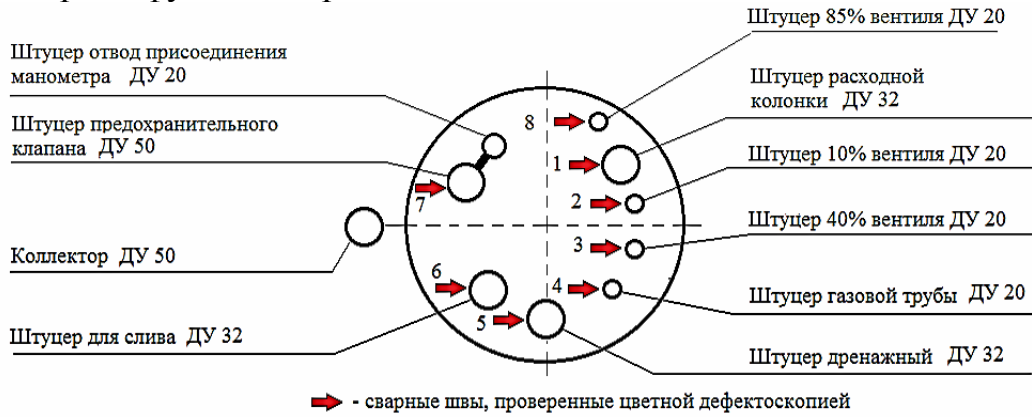 Штуцер 85% вентиля ДУ 20
Штуцер отвод присоединения
манометра ДУ 20
Штуцер расходной
колонки ДУ 32
Штуцер предохранительного
клапана ДУ 50
Штуцер 10% вентиля ДУ 20
Штуцер 40% вентиля ДУ 20
Коллектор ДУ 50
Штуцер газовой трубы ДУ 20
Штуцер для слива ДУ 32
Штуцер дренажный ДУ 32
8
1
2
7
3
6
4
5
- сварные швы, проверенные цветной дефектоскопией